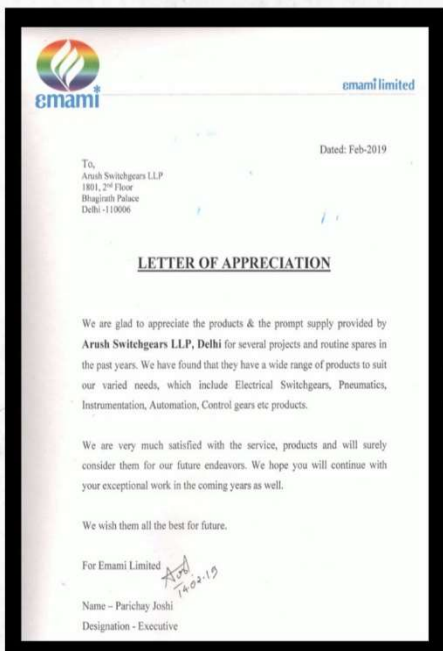 emami
emami limited
Dated: Feb-2019
To,
Arush Switchgears LLP
1801, 2nd Floor
Bhagirath Palace
Delhi -110006
LETTER OF APPRECIATION
We are glad to appreciate the products & the prompt supply provided by
Arush Switchgears LLP, Delhi for several projects and routine spares in
the past years. We have found that they have a wide range of products to suit
our varied needs, which include Electrical Switchgears, Pneumatics,
Instrumentation, Automation, Control gears etc products.
We are very much satisfied with the service, products and will surely
consider them for our future endeavors. We hope you will continue with
your exceptional work in the coming years as well.
We wish them all the best for future.
For Emami Limited
14-02-19
Name – Parichay Joshi
Designation - Executive